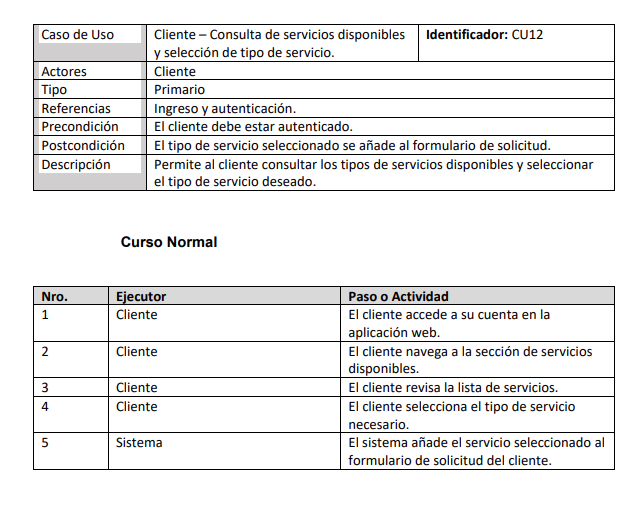 Caso de Uso Cliente – Consulta de servicios disponibles Identificador: CU12
y selección de tipo de servicio.
Actores Cliente
Tipo Primario
Referencias Ingreso y autenticación.
Precondición El cliente debe estar autenticado.
Postcondición El tipo de servicio seleccionado se añade al formulario de solicitud.
Descripción Permite al cliente consultar los tipos de servicios disponibles y seleccionar
el tipo de servicio deseado.
Curso Normal
Nro. Ejecutor Paso o Actividad
1 Cliente El cliente accede a su cuenta en la
aplicación web.
2 Cliente El cliente navega a la sección de servicios
disponibles.
3 Cliente El cliente revisa la lista de servicios.
4 Cliente El cliente selecciona el tipo de servicio
necesario.
5 Sistema El sistema añade el servicio seleccionado al
formulario de solicitud del cliente.